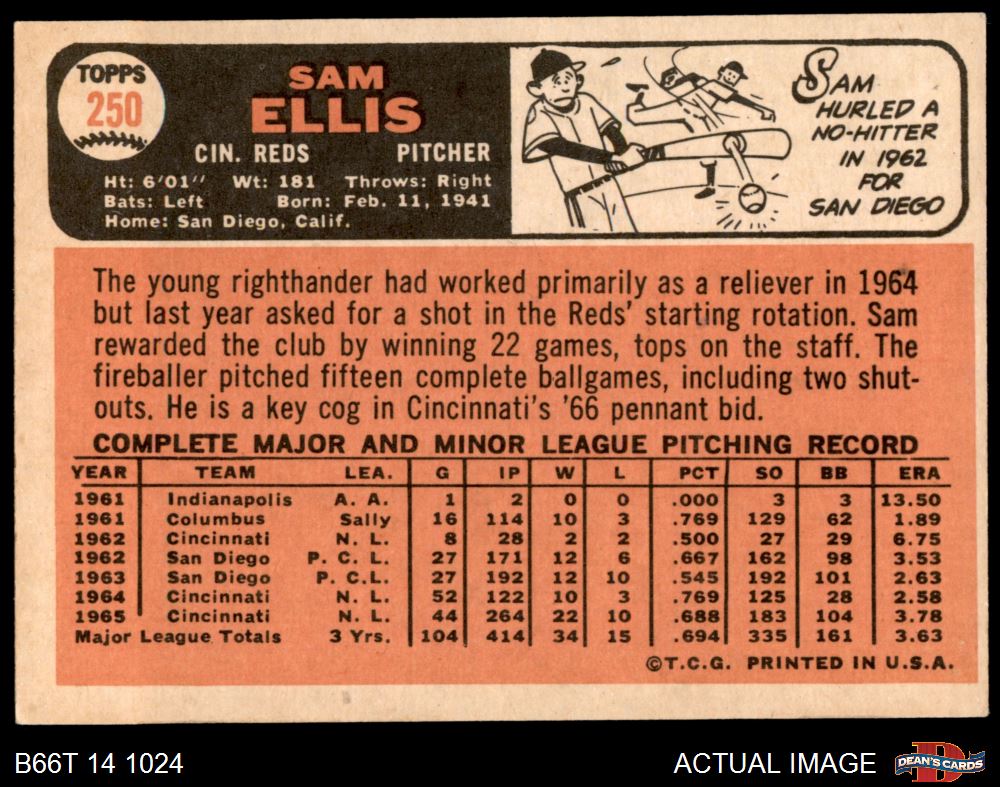 TOPPS
250
SAM
ELLIS
CIN. REDS PITCHER
Ht: 6'01" Wt: 181 Throws: Right
Bats: Left Born: Feb. 11, 1941
Home: San Diego, Calif.
SAM
HURLED A
NO-HITTER
IN 1962
FOR
SAN DIEGO
The young righthander had worked primarily as a reliever in 1964
but last year asked for a shot in the Reds' starting rotation. Sam
rewarded the club by winning 22 games, tops on the staff. The
fireballer pitched fifteen complete ballgames, including two shut-
outs. He is a key cog in Cincinnati's '66 pennant bid.
COMPLETE MAJOR AND MINOR LEAGUE PITCHING RECORD
YEAR TEAM LEA. G IP W L PCT SO BB ERA
1961 Indianapolis A. A. 1 2 0 0 .000 3 3 13.50
1961 Columbus Sally 16 114 10 3 .769 129 62 1.89
1962 Cincinnati N. L. 8 28 2 2 .500 27 29 6.75
1962 San Diego P. C. L. 27 171 12 6 .667 162 98 3.53
1963 San Diego P. C.L. 27 192 12 10 .545 192 101 2.63
1964 Cincinnati N. L. 52 122 10 3 .769 125 28 2.58
1965 Cincinnati N. L. 44 264 22 10 .688 183 104 3.78
Major League Totals 3 Yrs. 104 414 34 15 .694 335 161 3.63
©T.C.G. PRINTED IN U.S.A.
B66T 14 1024 ACTUAL IMAGE
D
DEAN'S CARDS